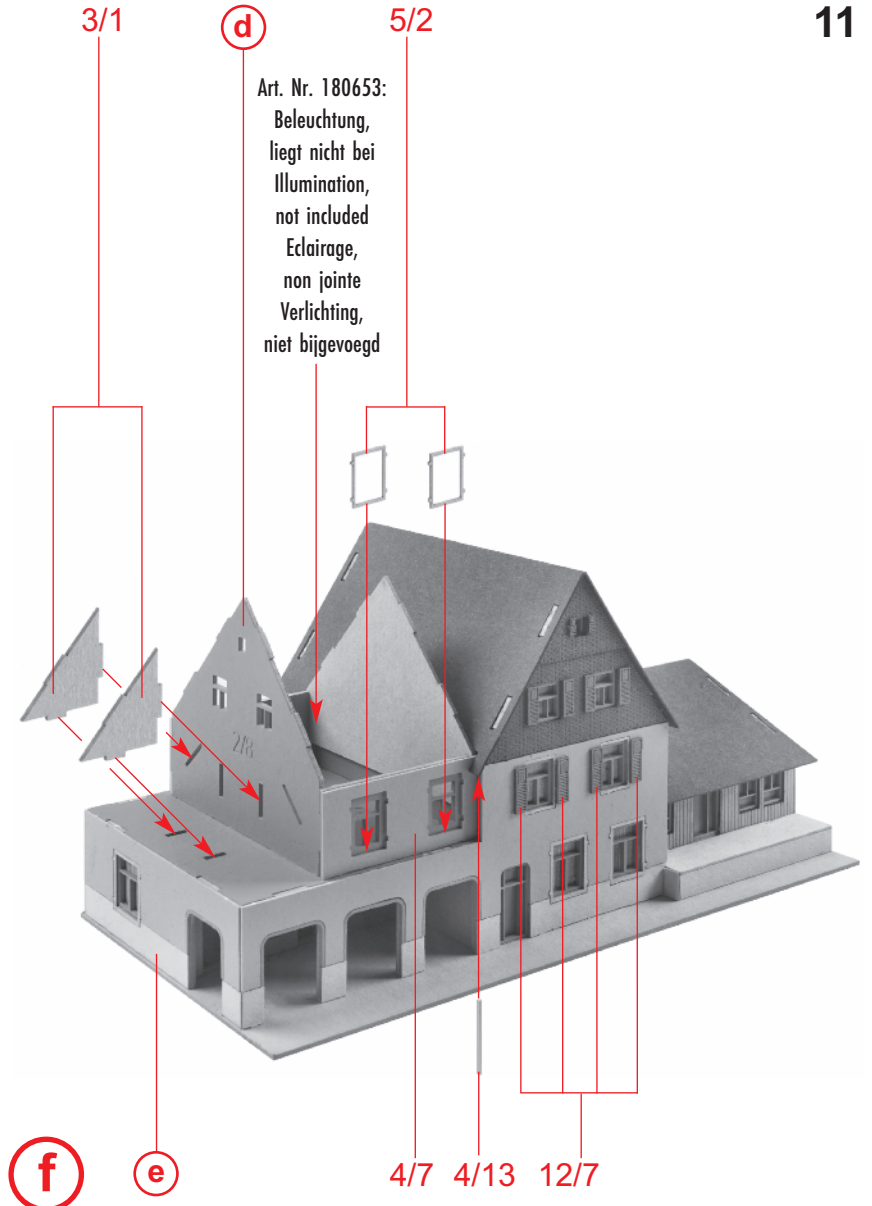 3/1
d
5/2
11
Art. Nr. 180653:
Beleuchtung,
liegt nicht bei
Illumination,
not included
Eclairage,
non jointe
Verlichting,
niet bijgevoegd
2/8
f
e
4/7
4/13
12/7